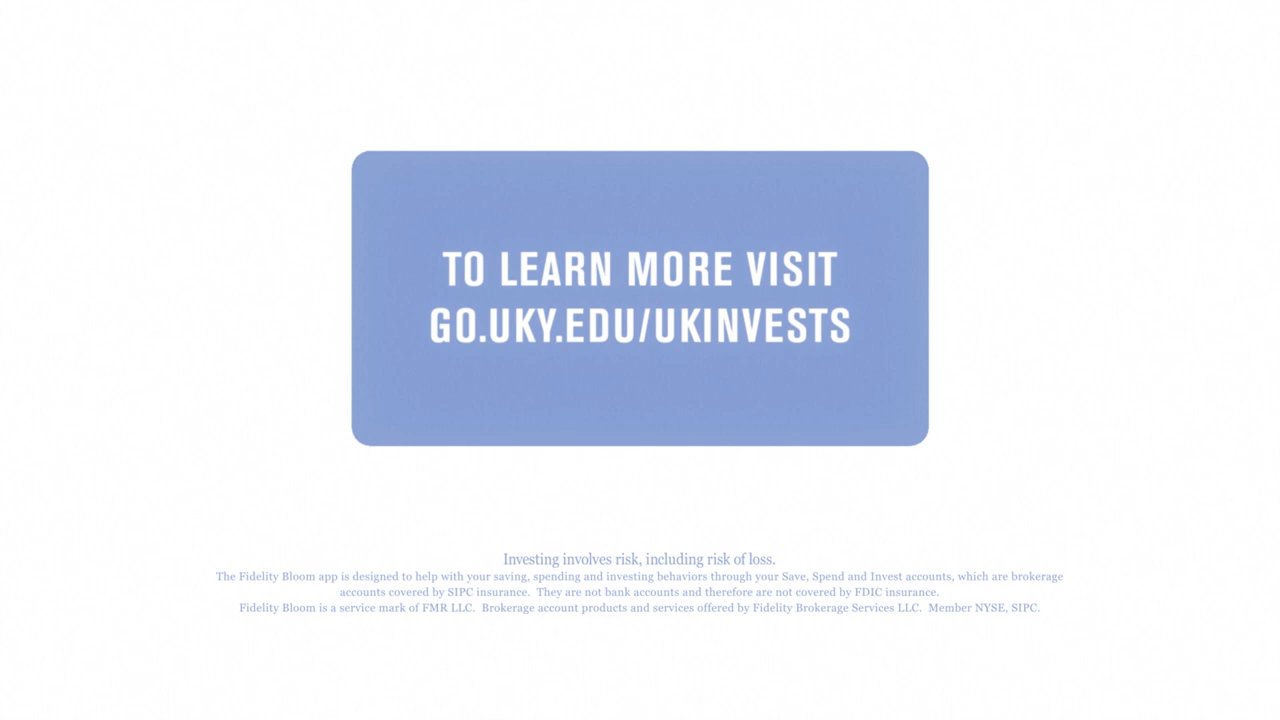 TO LEARN MORE VISIT
GO.UKY.EDU/UKINVESTS
Investing involves risk, including risk of loss.
The Fidelity Bloom app is designed to help with your saving, spending and investing behaviors through your Save, Spend and Invest accounts, which are brokerage
accounts covered by SIPC insurance.  They are not bank accounts and therefore are not covered by FDIC insurance.
Fidelity Bloom is a service mark of FMR LLC.  Brokerage account products and services offered by Fidelity Brokerage Services LLC.  Member NYSE, SIPC.